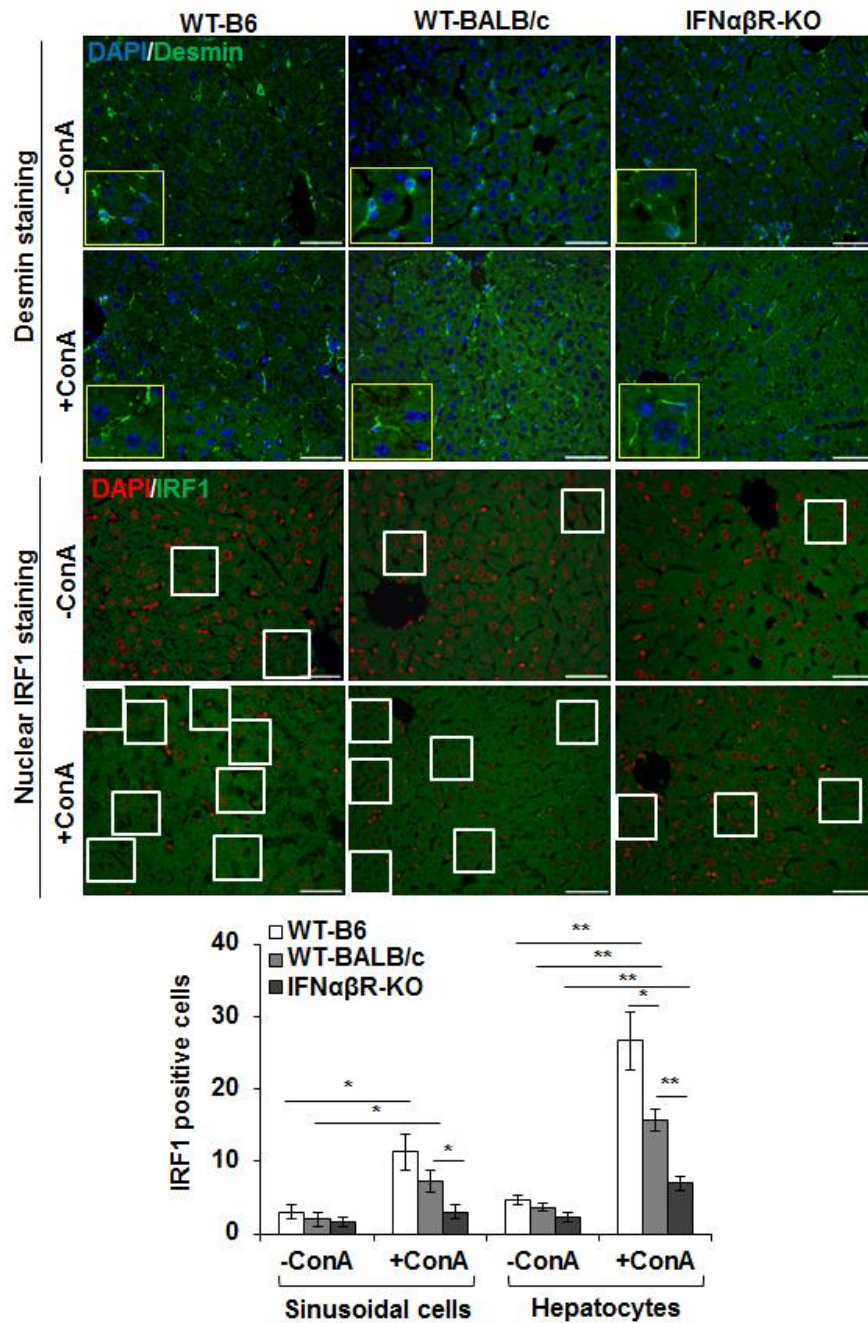 WT-B6 WT-BALB/c IFNαβR-KO
DAPI/Desmin
Desmin staining
-ConA
+ConA
DAPI/IRF1
Nuclear IRF1 staining
-ConA
+ConA
IRF1 positive cells
40
30
20
10
0
WT-B6
WT-BALB/c
IFNαβR-KO
**
**
**
*
**
*
*
*
-ConA +ConA -ConA +ConA
Sinusoidal cells Hepatocytes